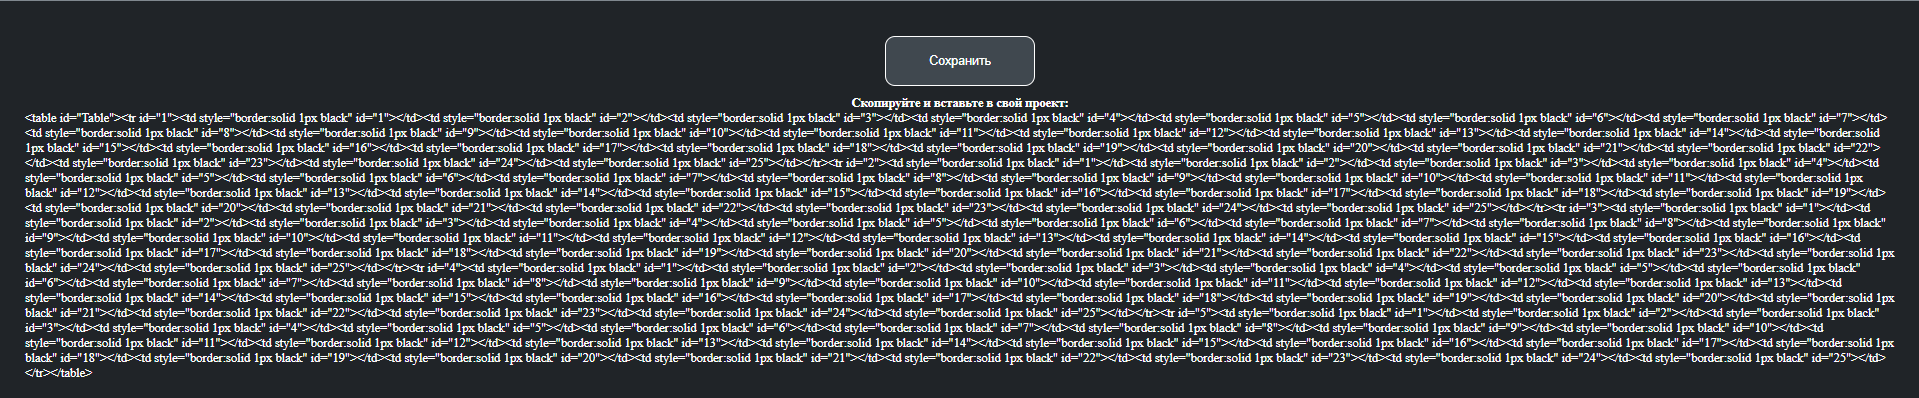 Сохранить
Скопируйте и вставьте в свой проект:
<table id="Table"><tr id="1"><td style="border:solid 1px black" id="1"></td><td style="border:solid 1px black" id="2"></td><td style="border:solid 1px black" id="3"></td><td style="border:solid 1px black" id="4"></td><td style="border:solid 1px black" id="5"></td><td style="border:solid 1px black" id="6"></td><td style="border:solid 1px black" id="7"></td>
<td style="border:solid 1px black" id="8"></td><td style="border:solid 1px black" id="9"></td><td style="border:solid 1px black" id="10"></td><td style="border:solid 1px black" id="11"></td><td style="border:solid 1px black" id="12"></td><td style="border:solid 1px black" id="13"></td><td style="border:solid 1px black" id="14"></td><td style="border:solid
1px black" id="15"></td><td style="border:solid 1px black" id="16"></td><td style="border:solid 1px black" id="17"></td><td style="border:solid 1px black" id="18"></td><td style="border:solid 1px black" id="19"></td><td style="border:solid 1px black" id="20"></td><td style="border:solid 1px black" id="21"></td><td style="border:solid 1px black" id="22">
</td><td style="border:solid 1px black" id="23"></td><td style="border:solid 1px black" id="24"></td><td style="border:solid 1px black" id="25"></td></tr><tr id="2"><td style="border:solid 1px black" id="1"></td><td style="border:solid 1px black" id="2"></td><td style="border:solid 1px black" id="3"></td><td style="border:solid 1px black" id="4"></td><td
style="border:solid 1px black" id="5"></td><td style="border:solid 1px black" id="6"></td><td style="border:solid 1px black" id="7"></td><td style="border:solid 1px black" id="8"></td><td style="border:solid 1px black" id="9"></td><td style="border:solid 1px black" id="10"></td><td style="border:solid 1px black" id="11"></td><td style="border:solid 1px
black" id="12"></td><td style="border:solid 1px black" id="13"></td><td style="border:solid 1px black" id="14"></td><td style="border:solid 1px black" id="15"></td><td style="border:solid 1px black" id="16"></td><td style="border:solid 1px black" id="17"></td><td style="border:solid 1px black" id="18"></td><td style="border:solid 1px black" id="19"></td>
<td style="border:solid 1px black" id="20"></td><td style="border:solid 1px black" id="21"></td><td style="border:solid 1px black" id="22"></td><td style="border:solid 1px black" id="23"></td><td style="border:solid 1px black" id="24"></td><td style="border:solid 1px black" id="25"></td></tr><tr id="3"><td style="border:solid 1px black" id="1"></td><td
style="border:solid 1px black" id="2"></td><td style="border:solid 1px black" id="3"></td><td style="border:solid 1px black" id="4"></td><td style="border:solid 1px black" id="5"></td><td style="border:solid 1px black" id="6"></td><td style="border:solid 1px black" id="7"></td><td style="border:solid 1px black" id="8"></td><td style="border:solid 1px black"
id="9"></td><td style="border:solid 1px black" id="10"></td><td style="border:solid 1px black" id="11"></td><td style="border:solid 1px black" id="12"></td><td style="border:solid 1px black" id="13"></td><td style="border:solid 1px black" id="14"></td><td style="border:solid 1px black" id="15"></td><td style="border:solid 1px black" id="16"></td><td
style="border:solid 1px black" id="17"></td><td style="border:solid 1px black" id="18"></td><td style="border:solid 1px black" id="19"></td><td style="border:solid 1px black" id="20"></td><td style="border:solid 1px black" id="21"></td><td style="border:solid 1px black" id="22"></td><td style="border:solid 1px black" id="23"></td><td style="border:solid 1px
black" id="24"></td><td style="border:solid 1px black" id="25"></td></tr><tr id="4"><td style="border:solid 1px black" id="1"></td><td style="border:solid 1px black" id="2"></td><td style="border:solid 1px black" id="3"></td><td style="border:solid 1px black" id="4"></td><td style="border:solid 1px black" id="5"></td><td style="border:solid 1px black"
id="6"></td><td style="border:solid 1px black" id="7"></td><td style="border:solid 1px black" id="8"></td><td style="border:solid 1px black" id="9"></td><td style="border:solid 1px black" id="10"></td><td style="border:solid 1px black" id="11"></td><td style="border:solid 1px black" id="12"></td><td style="border:solid 1px black" id="13"></td><td
style="border:solid 1px black" id="14"></td><td style="border:solid 1px black" id="15"></td><td style="border:solid 1px black" id="16"></td><td style="border:solid 1px black" id="17"></td><td style="border:solid 1px black" id="18"></td><td style="border:solid 1px black" id="19"></td><td style="border:solid 1px black" id="20"></td><td style="border:solid 1px
black" id="21"></td><td style="border:solid 1px black" id="22"></td><td style="border:solid 1px black" id="23"></td><td style="border:solid 1px black" id="24"></td><td style="border:solid 1px black" id="25"></td></tr><tr id="5"><td style="border:solid 1px black" id="1"></td><td style="border:solid 1px black" id="2"></td><td style="border:solid 1px black"
id="3"></td><td style="border:solid 1px black" id="4"></td><td style="border:solid 1px black" id="5"></td><td style="border:solid 1px black" id="6"></td><td style="border:solid 1px black" id="7"></td><td style="border:solid 1px black" id="8"></td><td style="border:solid 1px black" id="9"></td><td style="border:solid 1px black" id="10"></td><td
style="border:solid 1px black" id="11"></td><td style="border:solid 1px black" id="12"></td><td style="border:solid 1px black" id="13"></td><td style="border:solid 1px black" id="14"></td><td style="border:solid 1px black" id="15"></td><td style="border:solid 1px black" id="16"></td><td style="border:solid 1px black" id="17"></td><td style="border:solid 1px
black" id="18"></td><td style="border:solid 1px black" id="19"></td><td style="border:solid 1px black" id="20"></td><td style="border:solid 1px black" id="21"></td><td style="border:solid 1px black" id="22"></td><td style="border:solid 1px black" id="23"></td><td style="border:solid 1px black" id="24"></td><td style="border:solid 1px black" id="25"></td>
</tr></table>